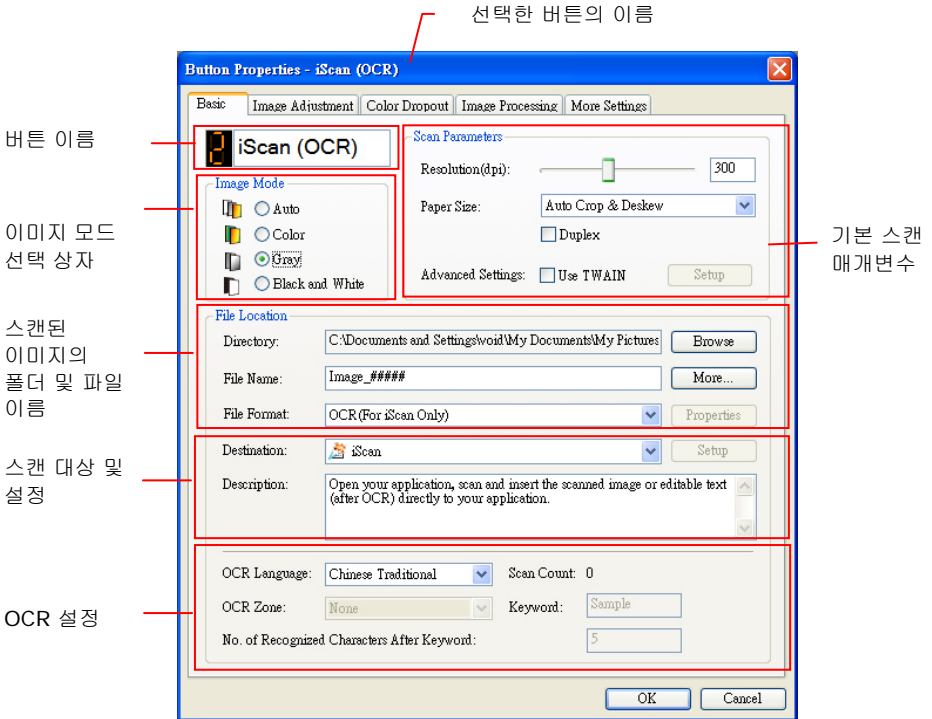 선택한 버튼의 이름
Button Properties - iScan (OCR)
Basic
Image Adjustment
Color Dropout
Image Processing
More Settings
버튼 이름
2
iScan (OCR)
이미지 모드
선택 상자
Image Mode
Auto
Color
Gray
Black and White
Scan Parameters
Resolution(dpi):
300
Paper Size:
Auto Crop & Deskew
Duplex
Advanced Settings:
Use TWAIN
Setup
기본 스캔
매개변수
스캔된
이미지의
폴더 및 파일
이름
File Location
Directory:
C:\Documents and Settings\void\My Documents\My Pictures
Browse
File Name:
Image_#####
More...
File Format:
OCR(For iScan Only)
Properties
스캔 대상 및
설정
Destination:
iScan
Setup
Description:
Open your application, scan and insert the scanned image or editable text
(after OCR) directly to your application.
OCR 설정
OCR Language:
Chinese Traditional
Scan Count:
0
OCR Zone:
None
Keyword:
Sample
No. of Recognized Characters After Keyword:
5
OK
Cancel